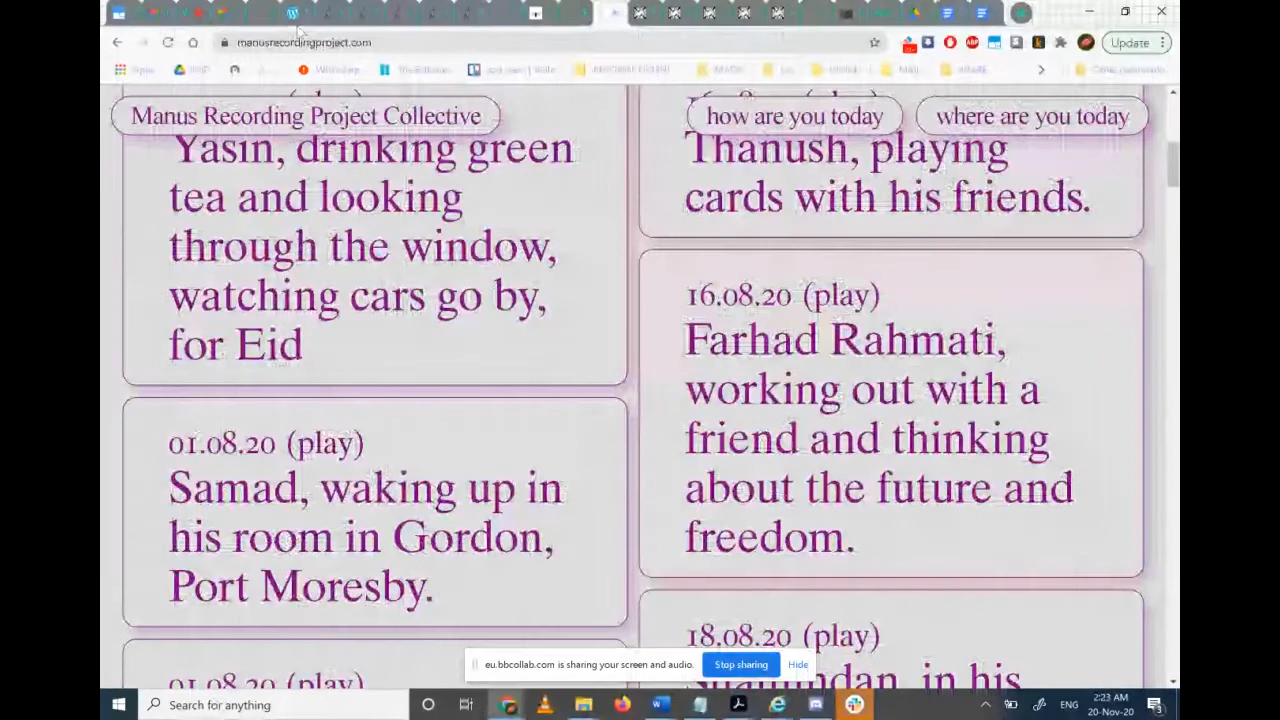 manusrecordingproject.com
Update
Manus Recording Project Collective
how are you today
where are you today
Yasin, drinking green
tea and looking
through the window,
watching cars go by,
for Eid
01.08.20 (play)
Samad, waking up in
his room in Gordon,
Port Moresby.
01.08.20 (play)
Thanush, playing
cards with his friends.
16.08.20 (play)
Farhad Rahmati,
working out with a
friend and thinking
about the future and
freedom.
18.08.20 (play)
eu.bbcollab.com is sharing your screen and audio.
Stop sharing
Hide
Search for anything
ENG
2:23 AM
20-Nov-20